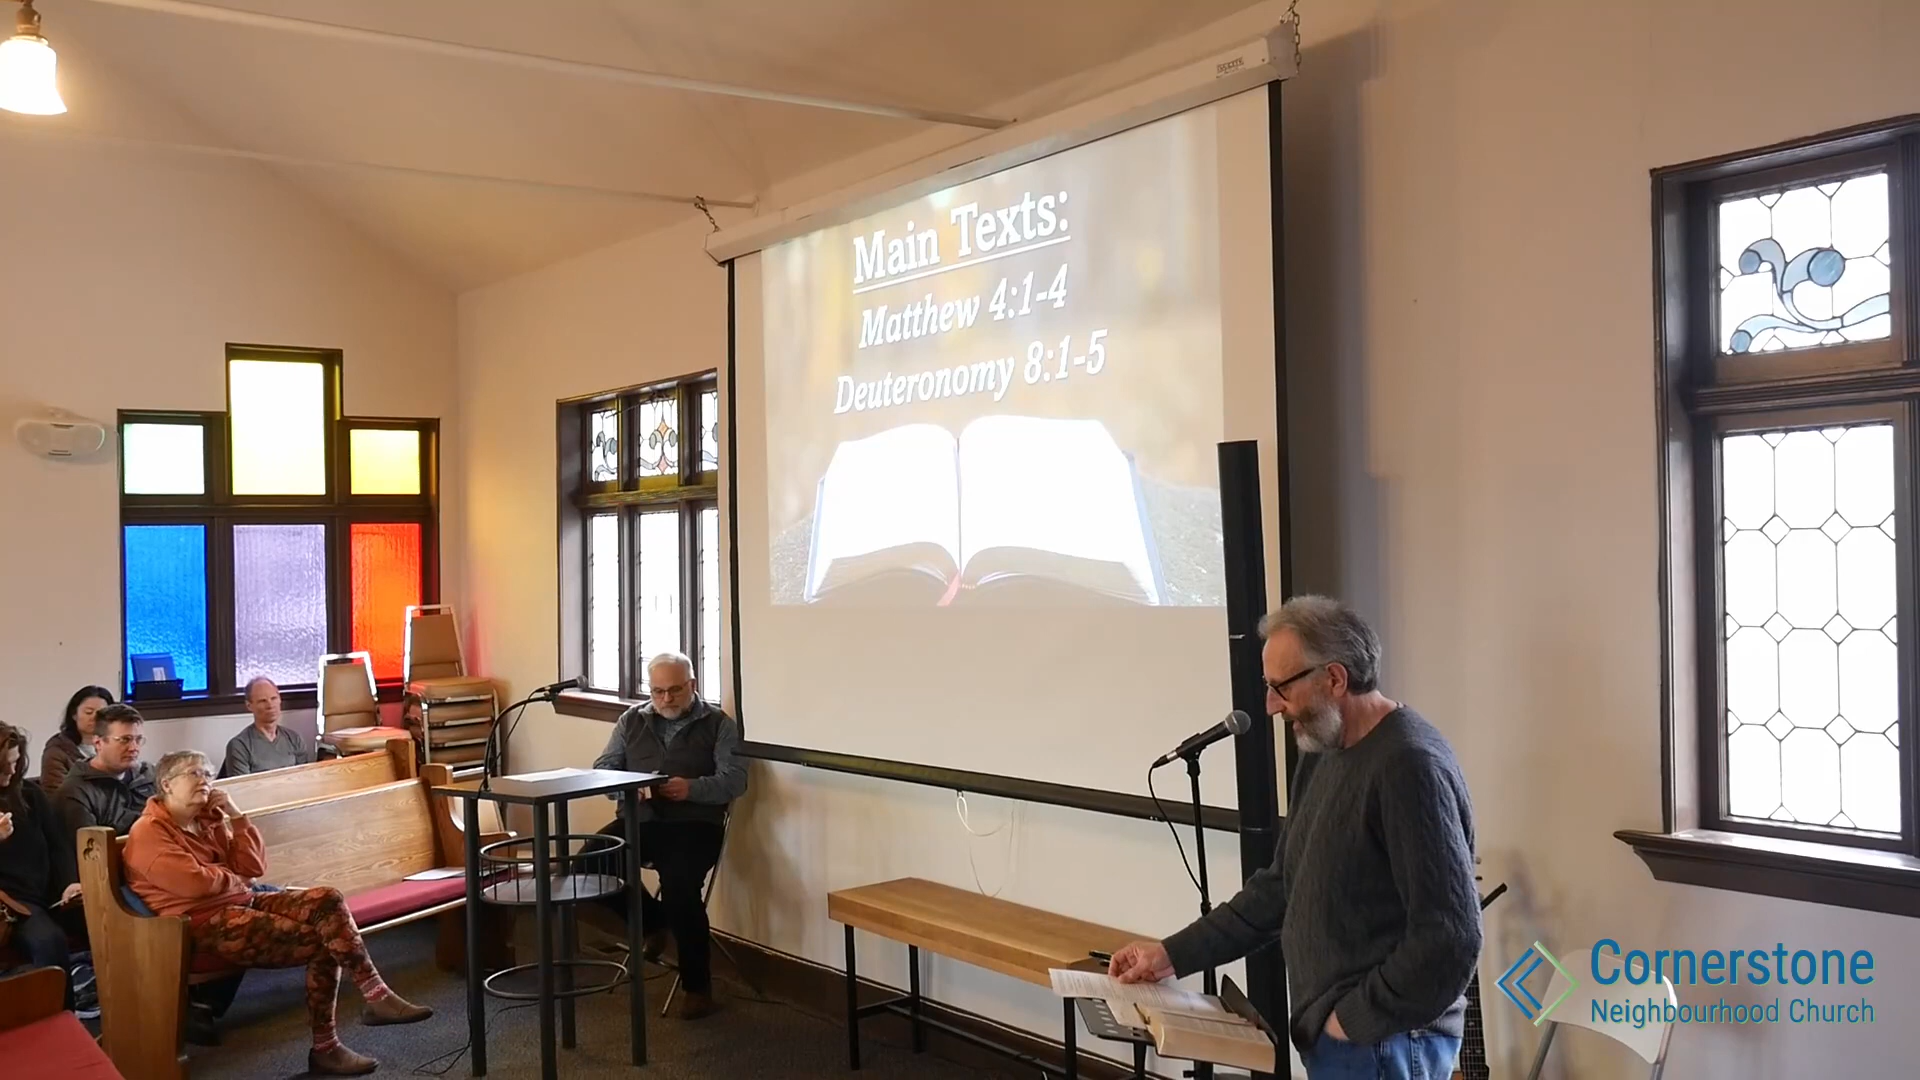 Main Texts:
Matthew 4:1-4
Deuteronomy 8:1-5
Cornerstone
Neighbourhood Church